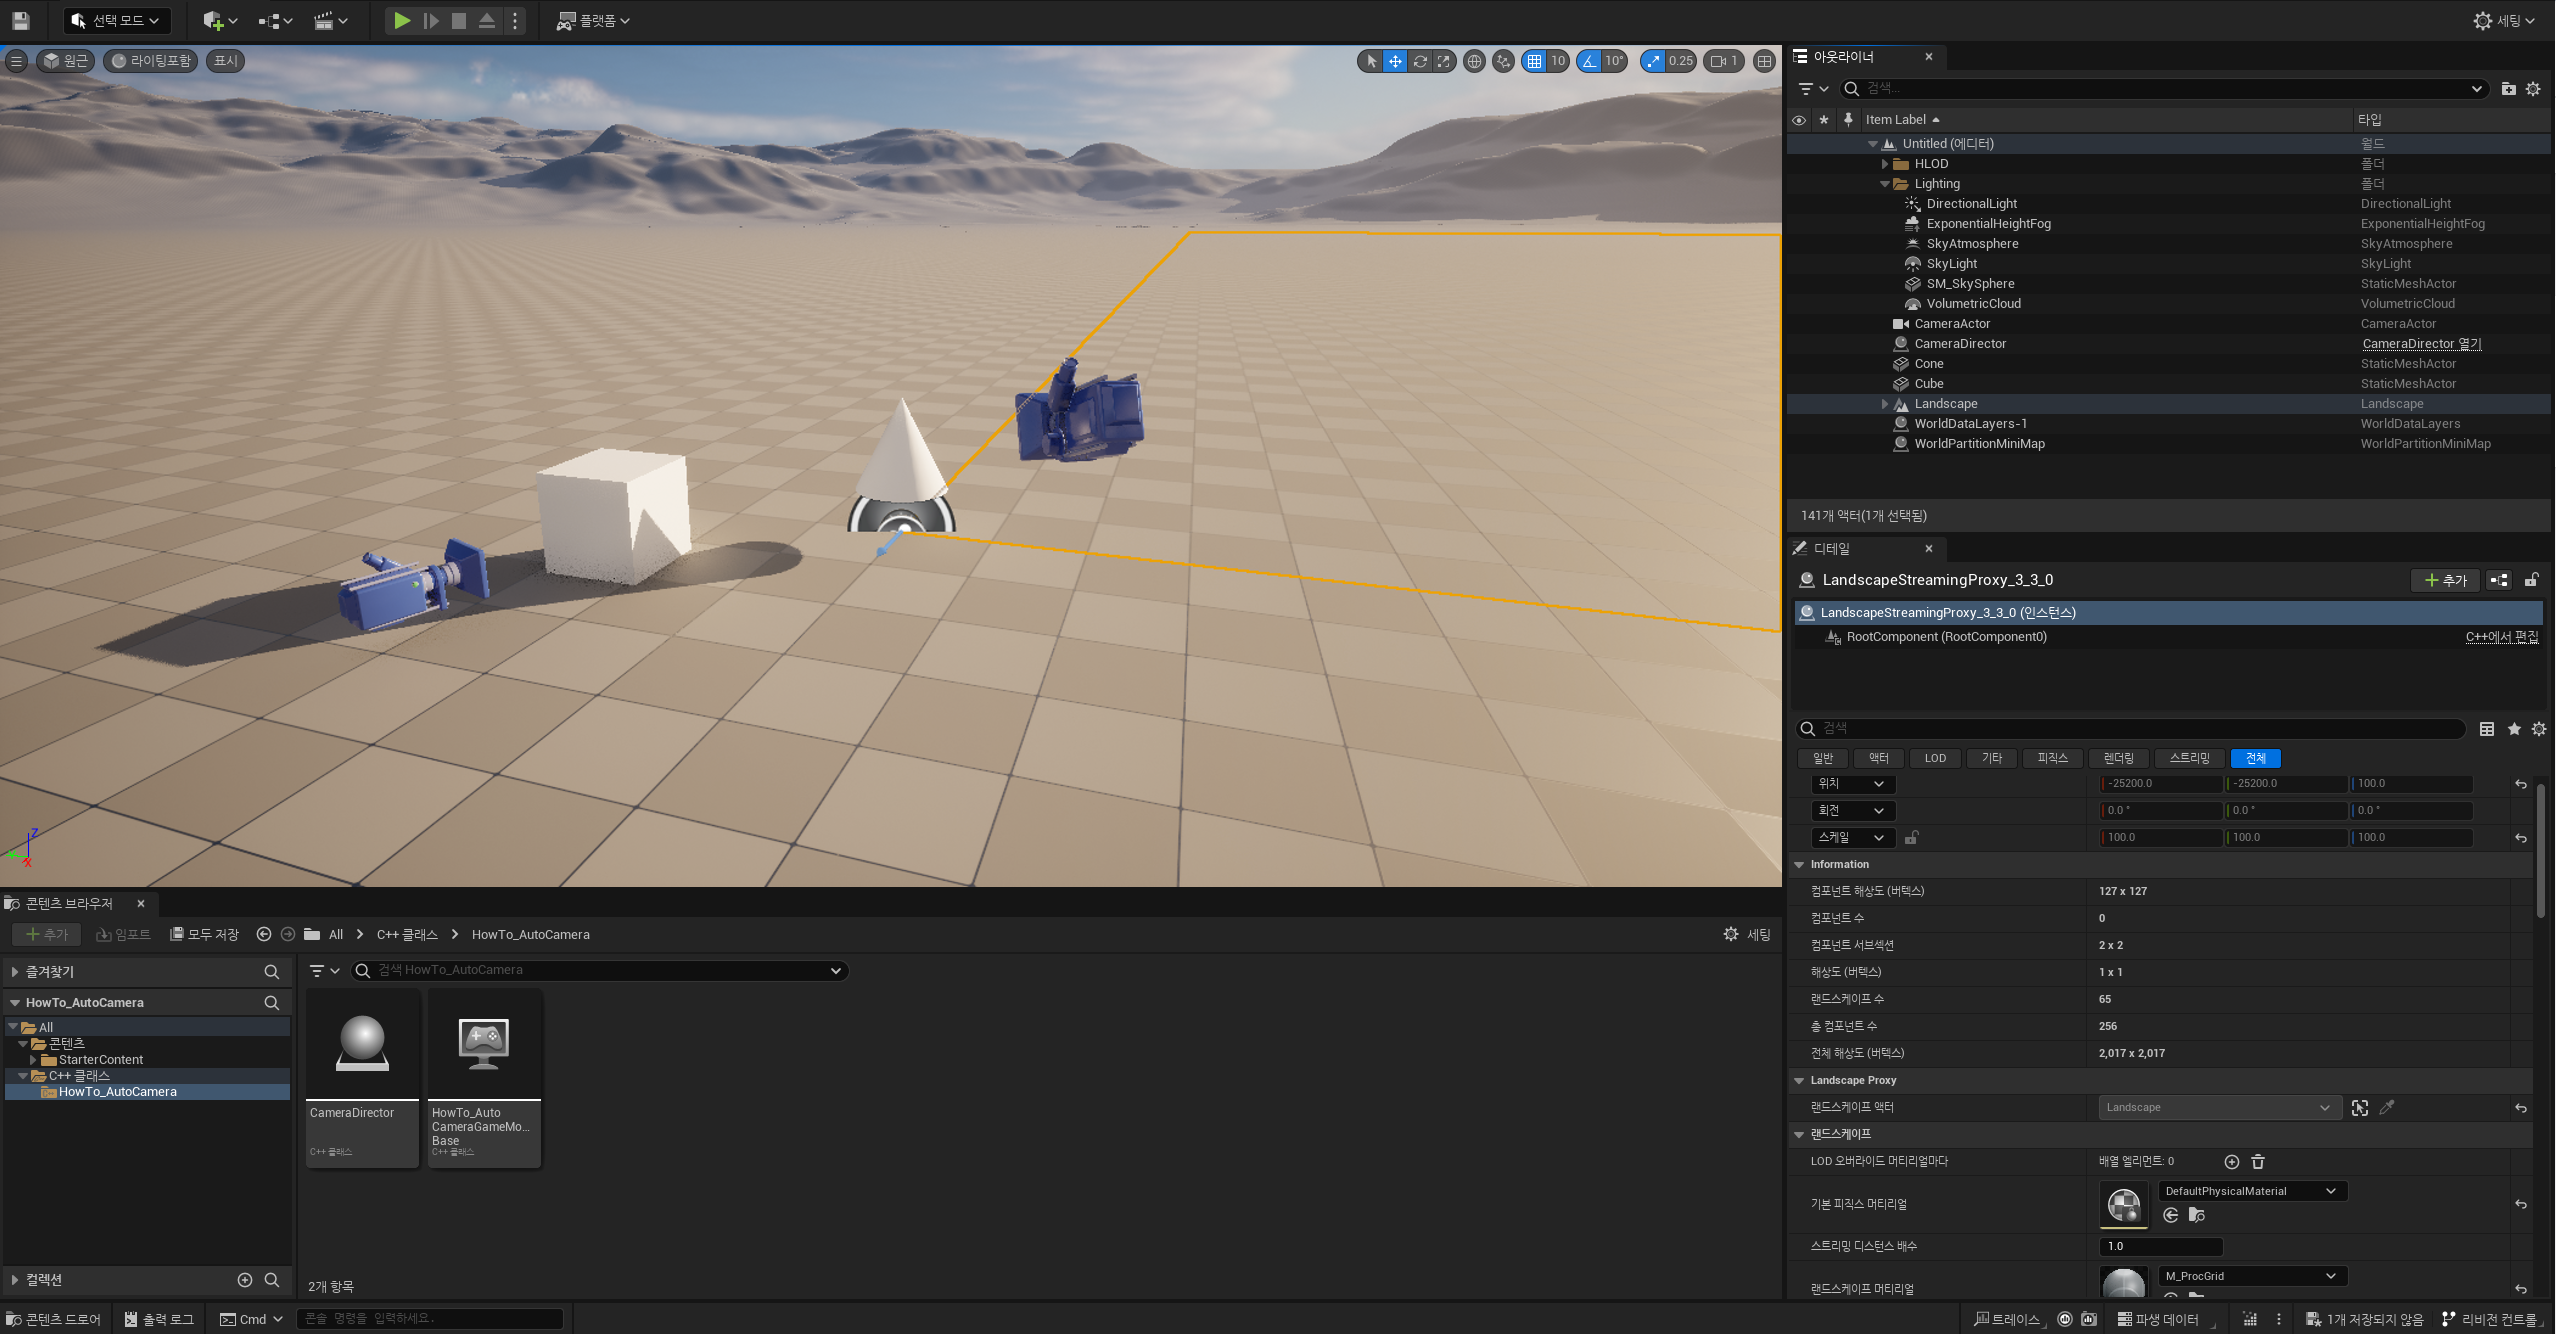 선택 모드
플랫폼
세팅
원근
라이팅포함
표시
10
10°
0.25
1
아웃라이너
검색...
Item Label
타입
Untitled (에디터)
월드
HLOD
폴더
Lighting
폴더
DirectionalLight
DirectionalLight
ExponentialHeightFog
ExponentialHeightFog
SkyAtmosphere
SkyAtmosphere
SkyLight
SkyLight
SM_SkySphere
StaticMeshActor
VolumetricCloud
VolumetricCloud
CameraActor
CameraActor
CameraDirector
CameraDirector 열기
Cone
StaticMeshActor
Cube
StaticMeshActor
Landscape
Landscape
WorldDataLayers-1
WorldDataLayers
WorldPartitionMiniMap
WorldPartitionMiniMap
141개 액터(1개 선택됨)
디테일
LandscapeStreamingProxy_3_3_0
추가
LandscapeStreamingProxy_3_3_0 (인스턴스)
RootComponent (RootComponent0)
C++에서 편집
검색
일반
액터
LOD
기타
피직스
렌더링
스트리밍
전체
위치
-25200.0
-25200.0
100.0
회전
0.0 °
0.0 °
0.0 °
스케일
100.0
100.0
100.0
Information
컴포넌트 해상도 (버텍스)
127 x 127
컴포넌트 수
0
컴포넌트 서브섹션
2 x 2
해상도 (버텍스)
1 x 1
랜드스케이프 수
65
총 컴포넌트 수
256
전체 해상도 (버텍스)
2,017 x 2,017
Landscape Proxy
랜드스케이프 액터
Landscape
랜드스케이프
LOD 오버라이드 머티리얼마다
배열 엘리먼트: 0
기본 피직스 머티리얼
DefaultPhysicalMaterial
스트리밍 디스턴스 배수
1.0
랜드스케이프 머티리얼
M_ProcGrid
Z
Y
X
콘텐츠 브라우저
추가
임포트
모두 저장
All
C++ 클래스
HowTo_AutoCamera
세팅
즐겨찾기
HowTo_AutoCamera
All
콘텐츠
StarterContent
C++ 클래스
HowTo_AutoCamera
컬렉션
검색 HowTo_AutoCamera
CameraDirector
C++ 클래스
HowTo_Auto
CameraGameMo...
Base
C++ 클래스
2개 항목
콘텐츠 드로어
출력 로그
Cmd
콘솔 명령을 입력하세요.
트레이스
파생 데이터
1개 저장되지 않음
리비전 컨트롤